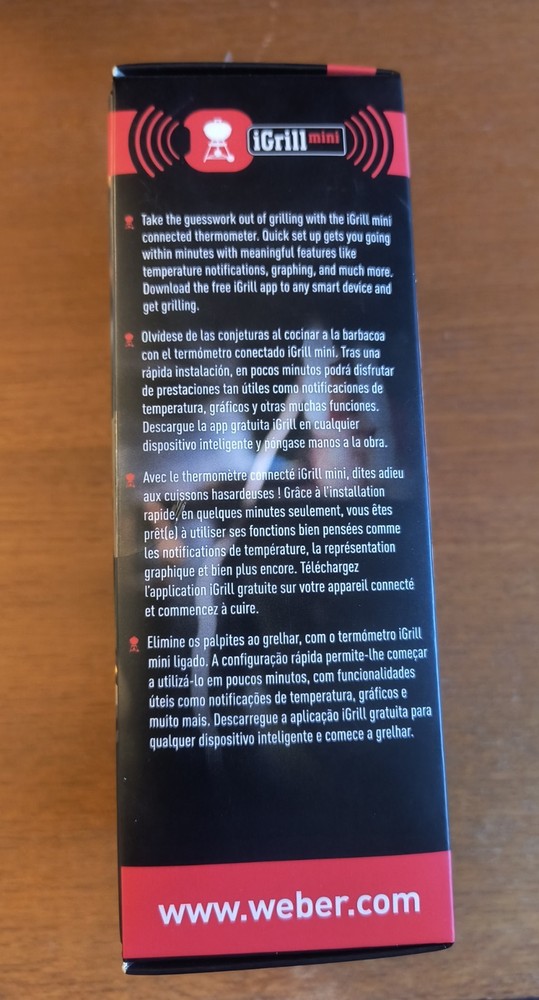 iGrill mini
Take the guesswork out of grilling with the iGrill mini
connected thermometer. Quick set up gets you going
within minutes with meaningful features like
temperature notifications, graphing, and much more.
Download the free iGrill app to any smart device and
get grilling.
Olvídese de las conjeturas al cocinar a la barbacoa
con el termómetro conectado iGrill mini. Tras una
rápida instalación, en pocos minutos podrá disfrutar
de prestaciones tan útiles como notificaciones de
temperatura, gráficos y otras muchas funciones.
Descargue la app gratuita iGrill en cualquier
dispositivo inteligente y póngase manos a la obra.
Avec le thermomètre connecté iGrill mini, dites adieu
aux cuissons hasardeuses ! Grâce à l'installation
rapide, en quelques minutes seulement, vous êtes
prêt(e) à utiliser ses fonctions bien pensées comme
les notifications de température, la représentation
graphique et bien plus encore. Téléchargez
l'application iGrill gratuite sur votre appareil connecté
et commencez à cuire.
Elimine os palpites ao grelhar, com o termómetro iGrill
mini ligado. A configuração rápida permite-lhe começar
a utilizá-lo em poucos minutos, com funcionalidades
úteis como notificações de temperatura, gráficos e
muito mais. Descarregue a aplicação iGrill gratuita para
qualquer dispositivo inteligente e comece a grelhar.
www.weber.com